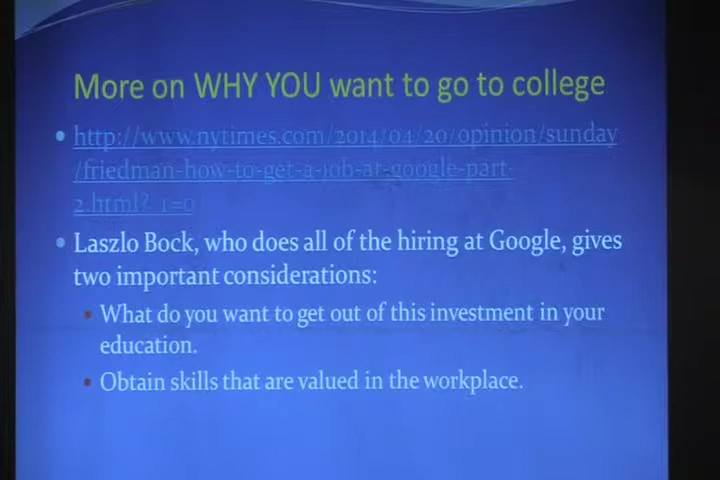 More on WHY YOU want to go to college
• http://www.nytimes.com/2014/04/20/opinion/sunday
/friedman-how-to-get-a-job-at-google-part-
2.html?_r=0
• Laszlo Bock, who does all of the hiring at Google, gives
two important considerations:
• What do you want to get out of this investment in your
education.
• Obtain skills that are valued in the workplace.